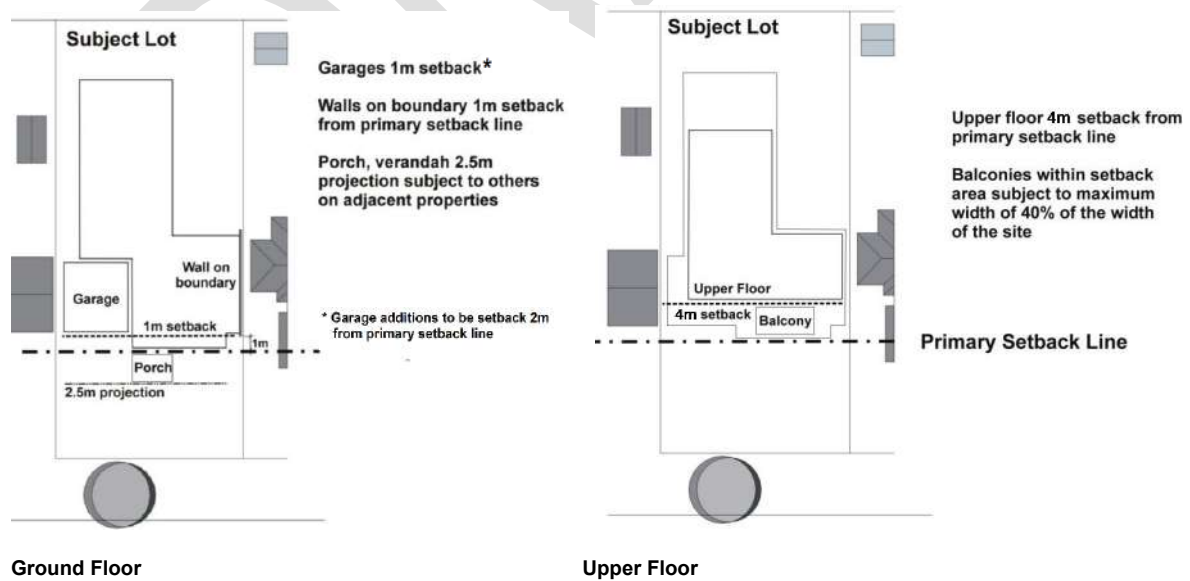 Subject Lot
Garages 1m setback*
Walls on boundary 1m setback
from primary setback line
Porch, verandah 2.5m
projection subject to others
on adjacent properties
Wall on
boundary
Garage
1m setback
1m
* Garage additions to be setback 2m
from primary setback line
Porch
2.5m projection
Ground Floor
Subject Lot
Upper floor 4m setback from
primary setback line
Balconies within setback
area subject to maximum
width of 40% of the width
of the site
Upper Floor
4m setback
Balcony
Primary Setback Line
Upper Floor